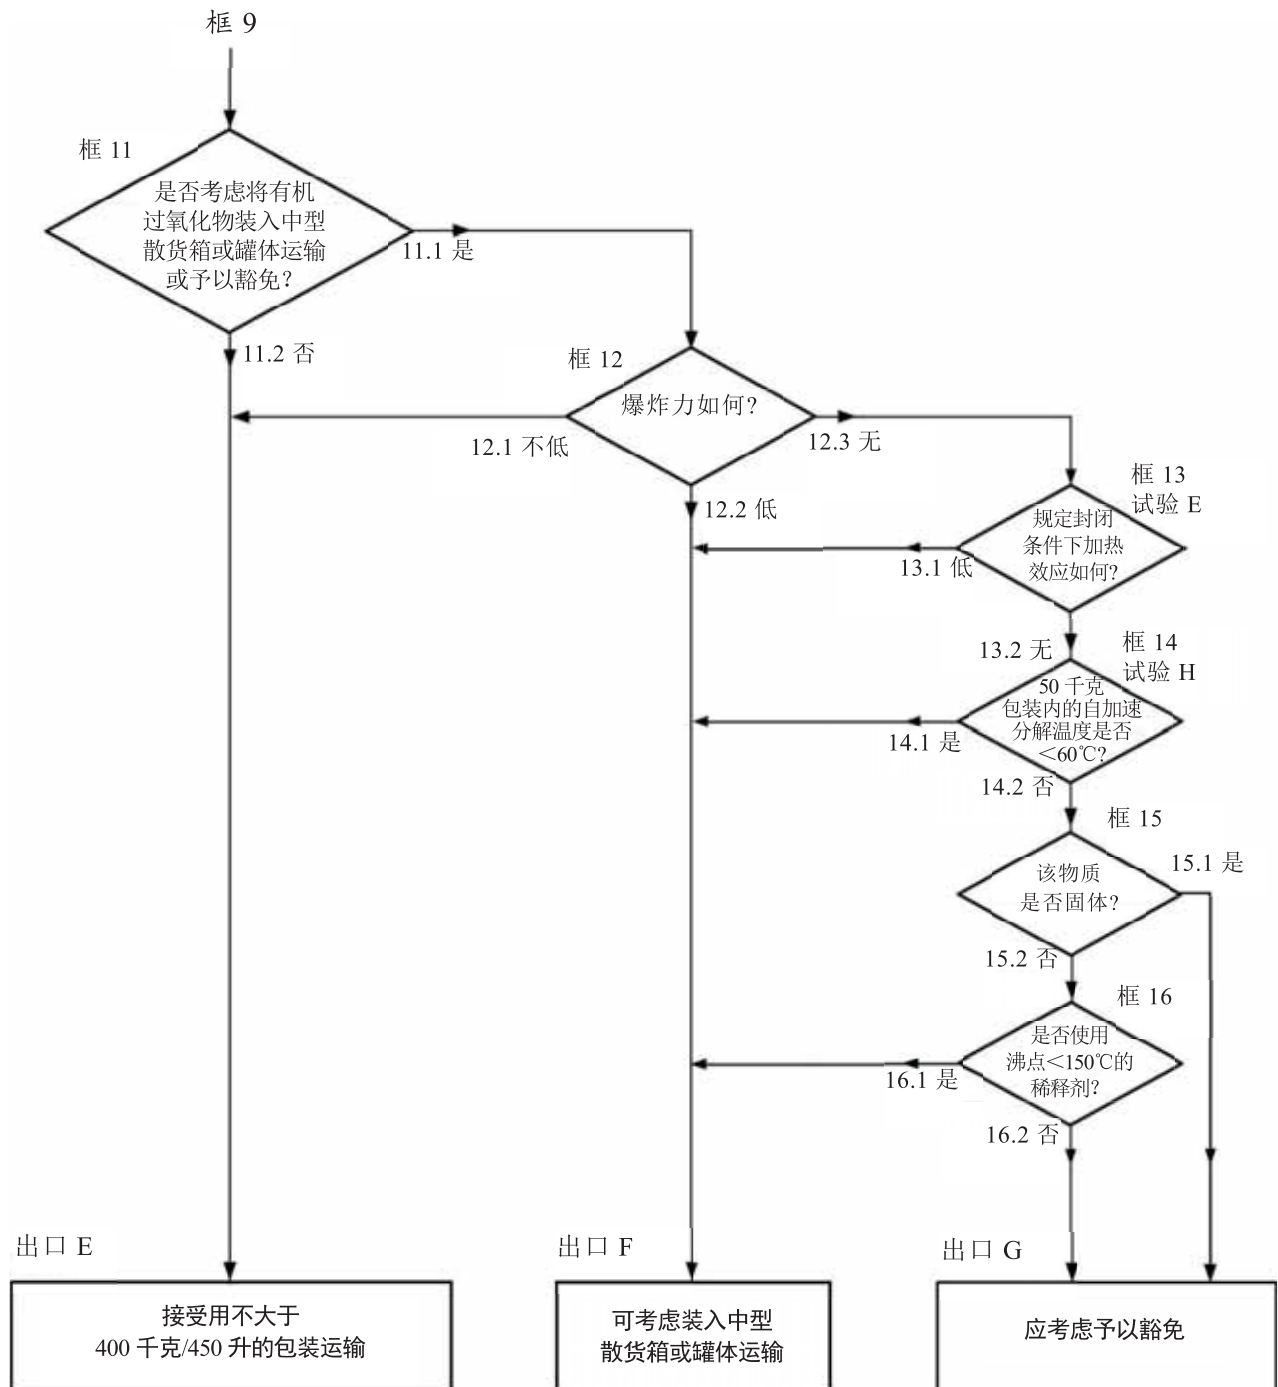 框 9
框 11
是否考虑将有机
过氧化物装入中型
散货箱或罐体运输
或予以豁免?
11.1 是
11.2 否
框 12
爆炸力如何?
12.1 不低
12.3 无
12.2 低
框 13
试验 E
规定封闭
条件下加热
效应如何?
13.1 低
13.2 无
框 14
试验 H
50 千克
包装内的自加速
分解温度是否
<60℃?
14.1 是
14.2 否
框 15
该物质
是否固体?
15.1 是
15.2 否
框 16
是否使用
沸点<150℃的
稀释剂?
16.1 是
16.2 否
出口 E
接受用不大于
400 千克/450 升的包装运输
出口 F
可考虑装入中型
散货箱或罐体运输
出口 G
应考虑予以豁免